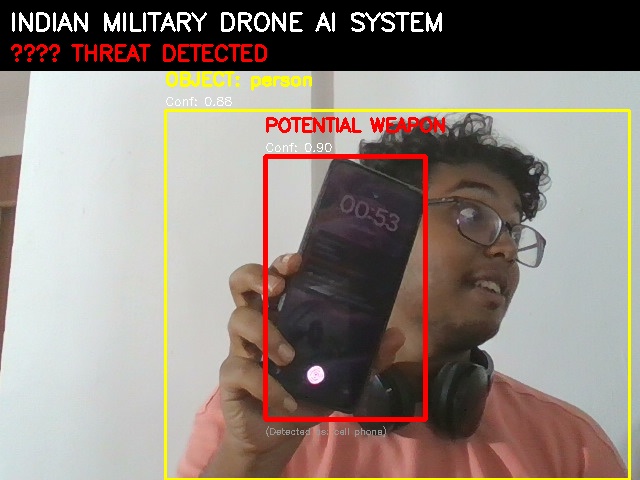 INDIAN MILITARY DRONE AI SYSTEM
???? THREAT DETECTED
OBJECT: person
Conf: 0.88
POTENTIAL WEAPON
Conf: 0.90
00:53
(Detected as: cell phone)